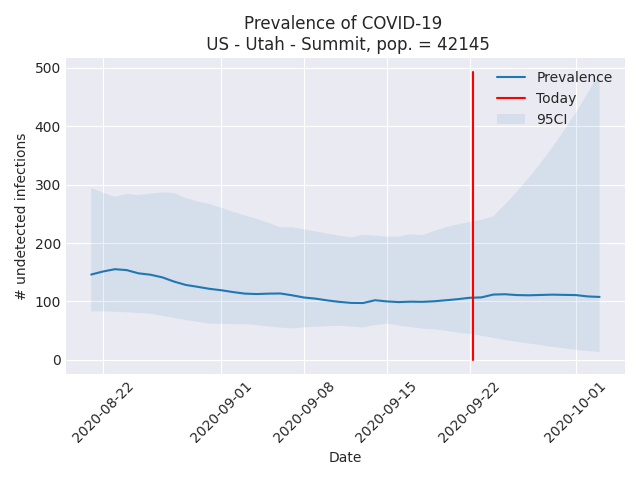 Prevalence of COVID-19
US - Utah - Summit, pop. = 42145
# undetected infections
500
400
300
200
100
0
Prevalence
Today
95CI
2020-08-22
2020-09-01
2020-09-08
2020-09-15
2020-09-22
2020-10-01
Date